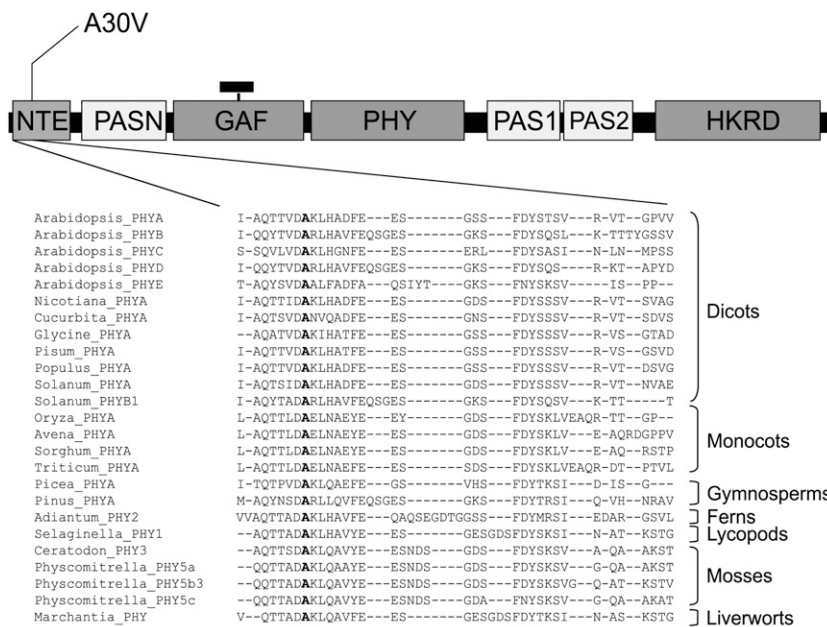 A30V
NTE PASN GAF PHY PAS1 PAS2 HKRD
Arabidopsis_PHYA I-AQTTVDAKLHADFE---ES-------GSS---FDYSTSV---R-VT--GPVV
Arabidopsis_PHYB I-QQYTVDARLHAVFEQSGES-------GKS---FDYSQSL---K-TTTYGSSV
Arabidopsis_PHYC S-SQVLVDAKLHGNFE---ES-------ERL---FDYSASI---N-LN--MPSS
Arabidopsis_PHYD I-QQYTVDARLHAVFEQSGES-------GKS---FDYSQS----R-KT--APYD
Arabidopsis_PHYE T-AQYSVDAALFADFA---QSIYT----GKS---FNYSKSV---IS-PP--
Nicotiana_PHYA I-AQTTIDAKLHADFE---ES-------GDS---FDYSSSV---R-VT--SVAG
Cucurbita_PHYA I-AQTSVDANVQADFE---ES-------GNS---FDYSSSV---R-VT--SDVS
Glycine_PHYA --AQATVDAKIHATFE---ES-------GSS---FDYSSSV---R-VS--GTAD
Pisum_PHYA I-AQTTVDAKLHATFE---ES-------GSS---FDYSSSV---R-VS--GSVD
Populus_PHYA I-AQTTVDAKLHADFE---ES-------GSS---FDYSSSV---R-VT--DSVG
Solanum_PHYA I-AQTSIDAKLHADFE---ES-------GDS---FDYSSSV---R-VT--NVAE
Solanum_PHYB1 I-AQYTADARLHAVFEQSGES-------GKS---FDYSQSV---K-TT------T
Dicots
Oryza_PHYA L-AQTTLDAELNAEYE---EY-------GDS---FDYSKLVEAQR-TT--GP--
Avena_PHYA L-AQTTLDAELNAEYE---ES-------GDS---FDYSKLV---E-AQRDGPPV
Sorghum_PHYA L-AQTTLDAELNAEYE---ES-------GDS---FDYSKLV---E-AQ--RSTP
Triticum_PHYA L-AQTTLDAELNAEYE---ES-------SDS---FDYSKLVEAQR-DT--PTVL
Monocots
Picea_PHYA I-TQTPVDAKLQAEFE---GS-------VHS---FDYTKSI---D-IS--G---
Pinus_PHYA M-AQYNSDARLLQVFEQSGES-------GKS---FDYTRSI---Q-VH--NRAV
Gymnosperms
Adiantum_PHY2 VVAQTTADAKLHAVFE---QAQSEGDTGGSS---FDYMRSI---EDAR--GSVL
Ferns
Selaginella_PHY1 --AQTTADAKLHAVYE---ES-------GESGDSFDYSKSI---N-AT--KSTG
Lycopods
Ceratodon_PHY3 --AQTTSDAKLQAVYE---ESNDS----GDS---FDYSKSV---A-QA--AKST
Physcomitrella_PHY5a --QQTTADAKLQAAYE---ESNDS----GDS---FDYSKSV---G-QA--AKST
Physcomitrella_PHY5b3 --QQTTADAKLQAVYE---ESNDS----GDS---FDYSKSVG--Q-AT--KSTV
Physcomitrella_PHY5c --QQTTADAKLQAVYE---ESNDS----GDA---FNYSKSV---G-QA--AKAT
Mosses
Marchantia_PHY V--QQTTADAKLQAVYE---ES-------GESGDSFDYTKSI---N-AS--KSTG
Liverworts